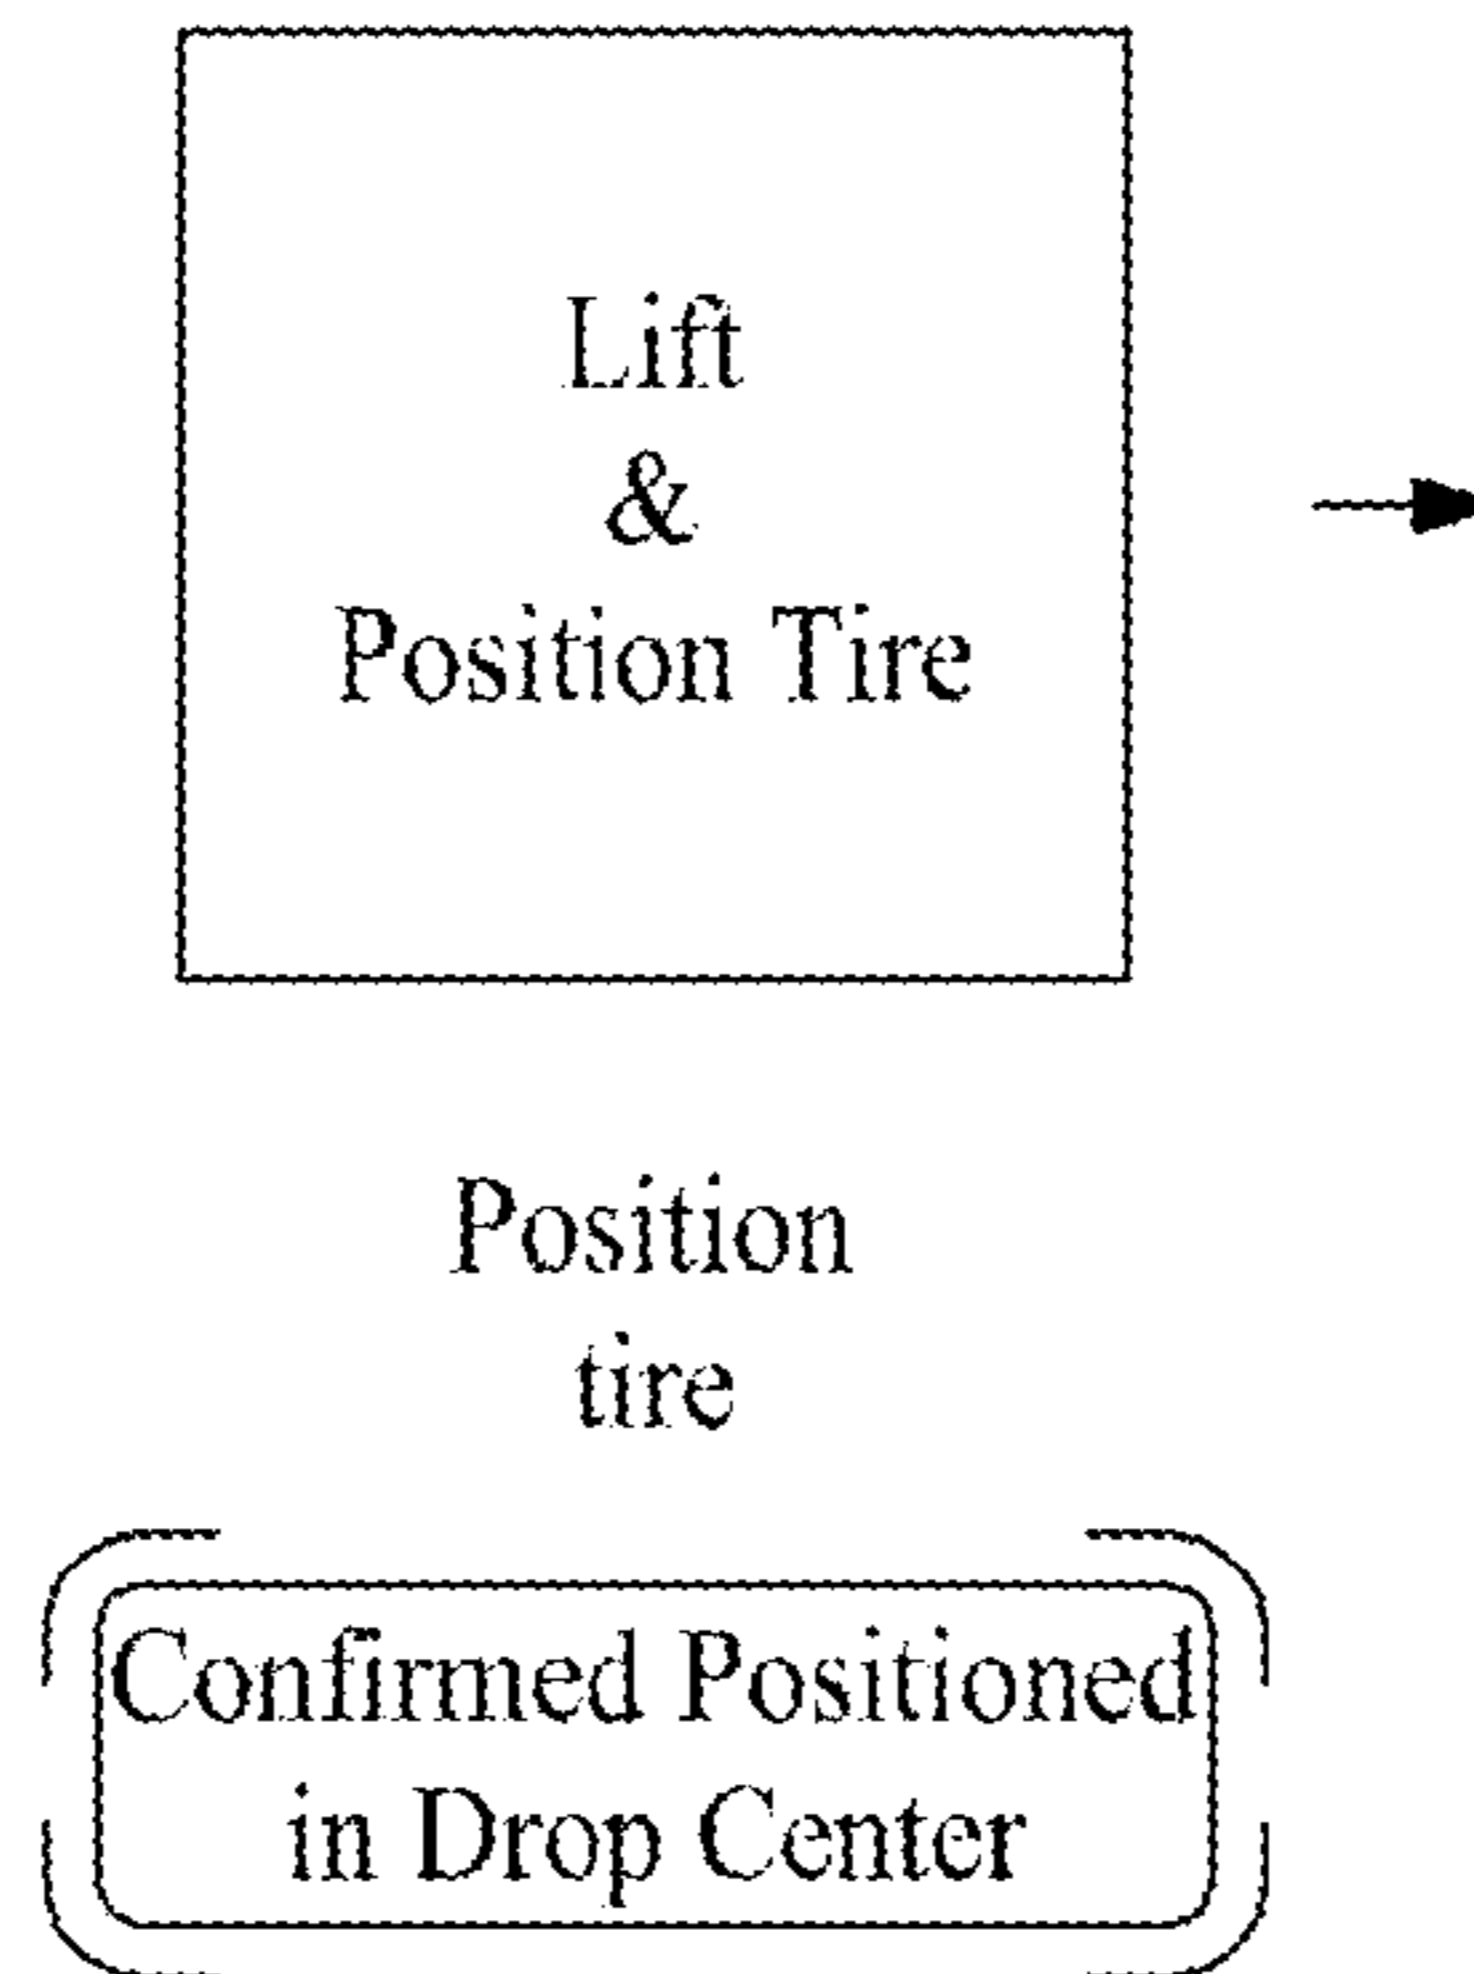 Lift
&
Position Tire
Position
tire
Confirmed Positioned
in Drop Center